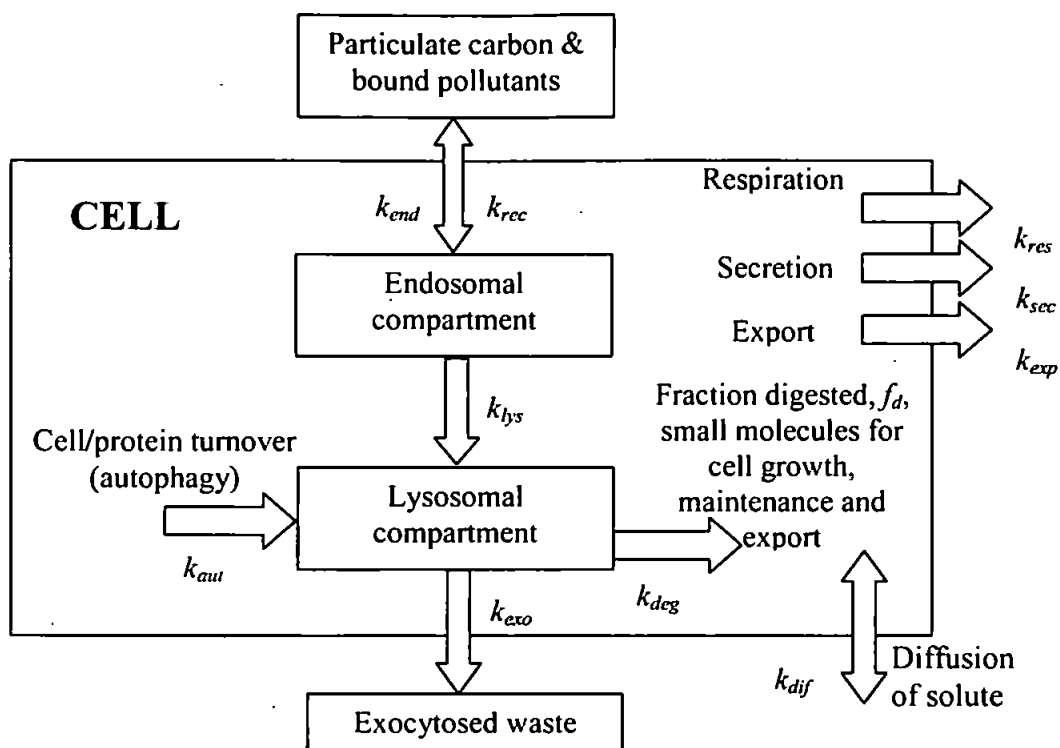 Particulate carbon &
bound pollutants
CELL
k_end
k_rec
Respiration
k_res
Secretion
k_sec
Export
k_exp
Endosomal
compartment
k_lys
Fraction digested, f_d,
small molecules for
cell growth,
maintenance and
export
Cell/protein turnover
(autophagy)
k_aut
Lysosomal
compartment
k_deg
k_exo
k_dif
Diffusion
of solute
Exocytosed waste